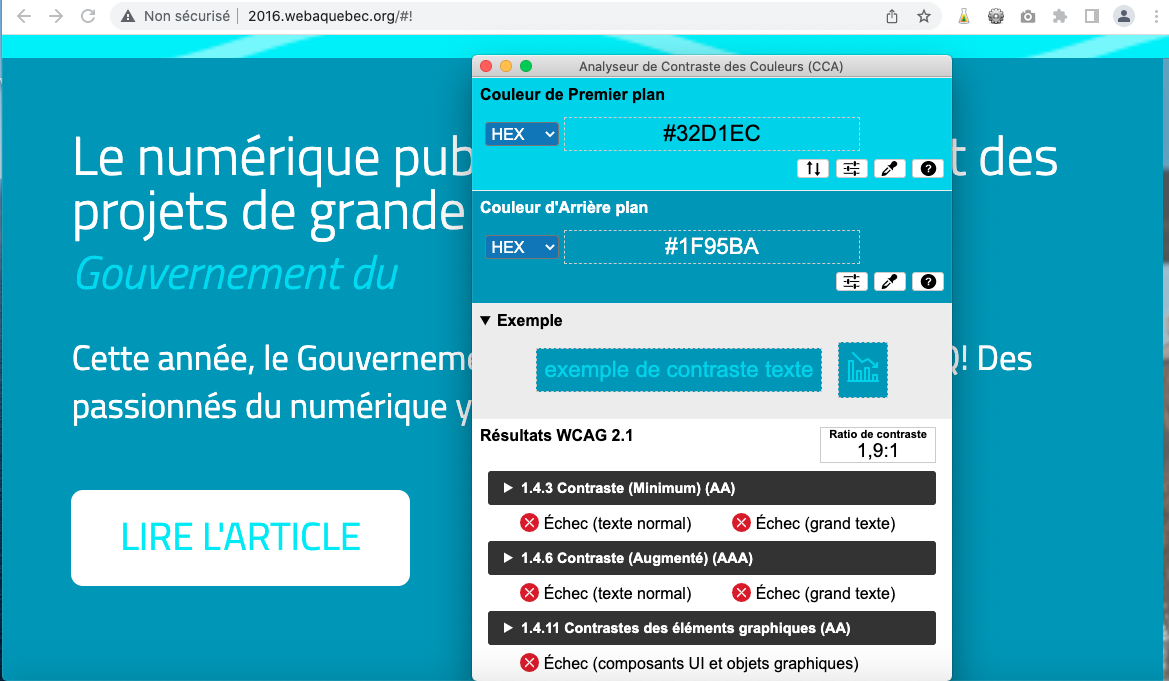 Non sécurisé
2016.webaquebec.org/#!
Analyseur de Contraste des Couleurs (CCA)
Couleur de Premier plan
HEX
#32D1EC
Couleur d'Arrière plan
HEX
#1F95BA
Exemple
exemple de contraste texte
Résultats WCAG 2.1
Ratio de contraste
1,9:1
1.4.3 Contraste (Minimum) (AA)
Échec (texte normal) Échec (grand texte)
1.4.6 Contraste (Augmenté) (AAA)
Échec (texte normal) Échec (grand texte)
1.4.11 Contrastes des éléments graphiques (AA)
Échec (composants UI et objets graphiques)
Le numérique pub t des
projets de grande
Gouvernement du
Cette année, le Gouverneme Q! Des
passionnés du numérique y
LIRE L'ARTICLE